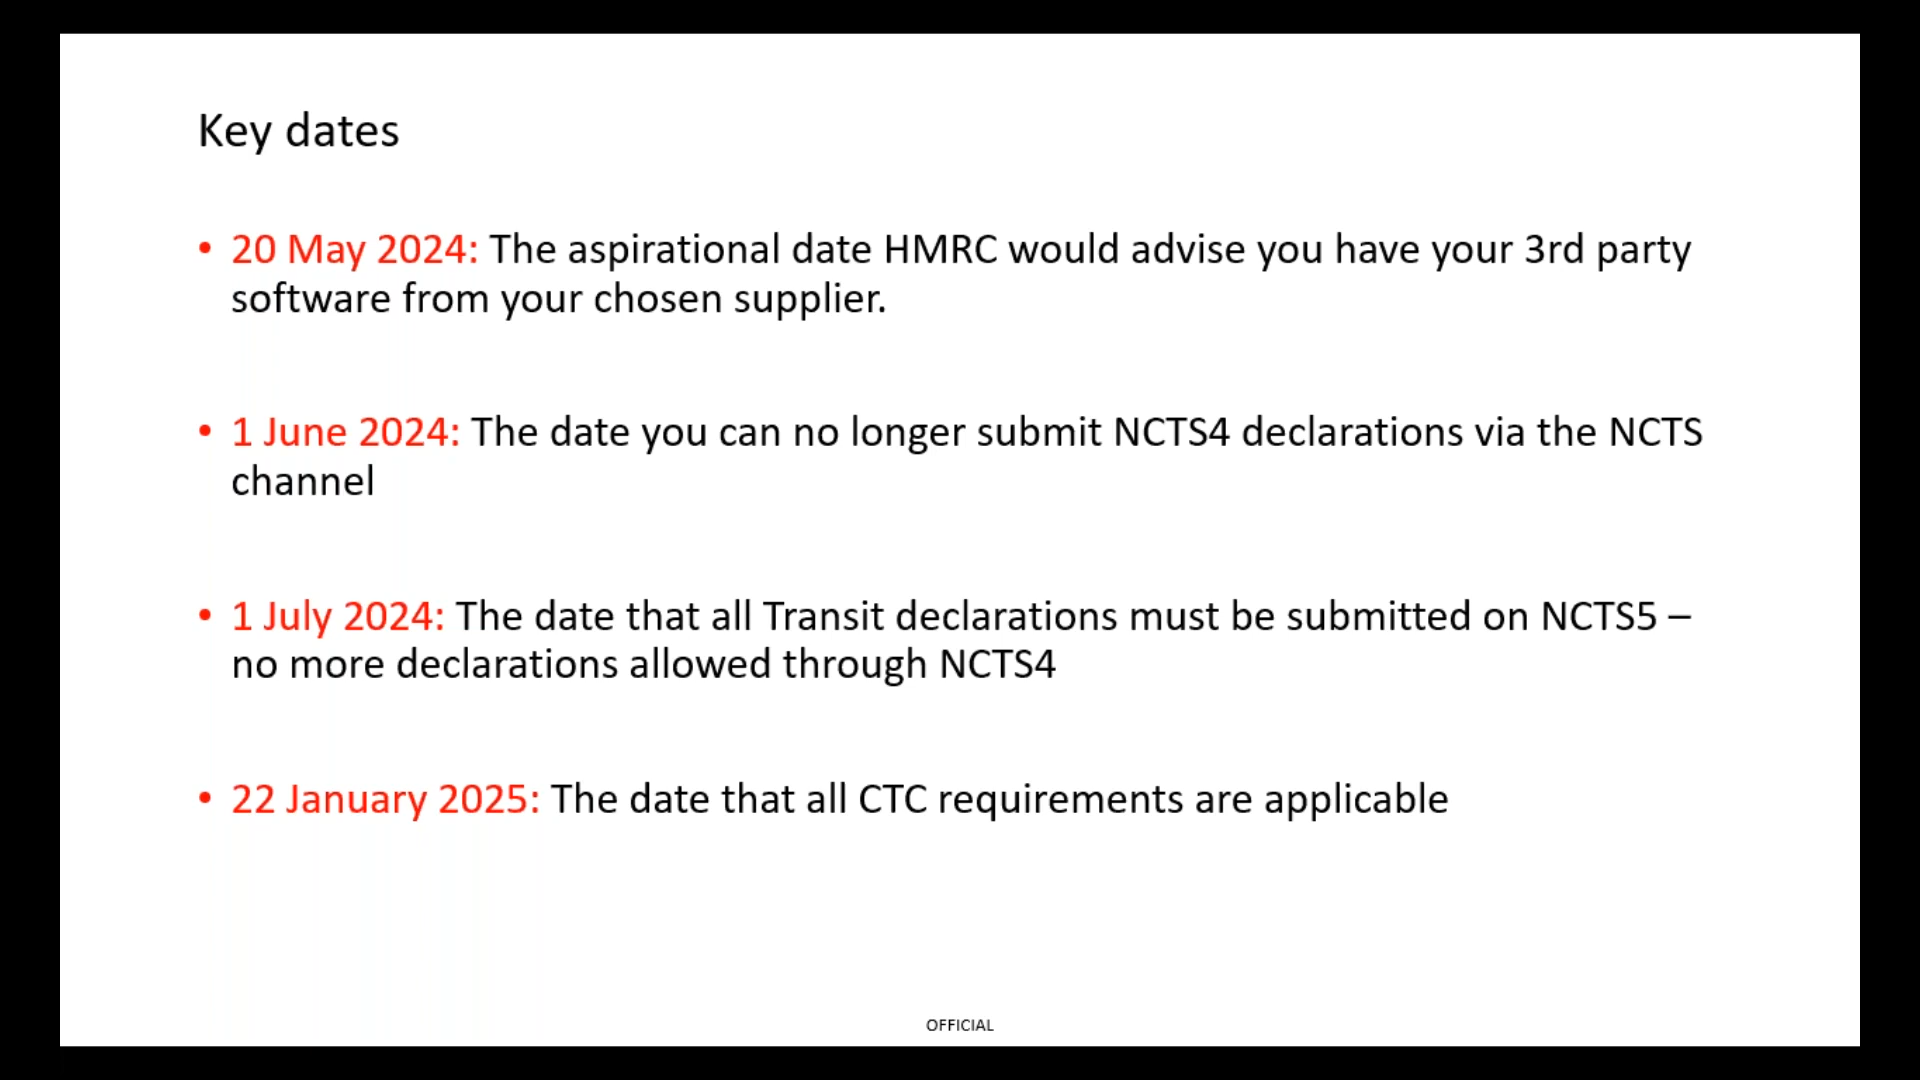 Key dates
• 20 May 2024: The aspirational date HMRC would advise you have your 3rd party
software from your chosen supplier.
• 1 June 2024: The date you can no longer submit NCTS4 declarations via the NCTS
channel
• 1 July 2024: The date that all Transit declarations must be submitted on NCTS5 –
no more declarations allowed through NCTS4
• 22 January 2025: The date that all CTC requirements are applicable
OFFICIAL